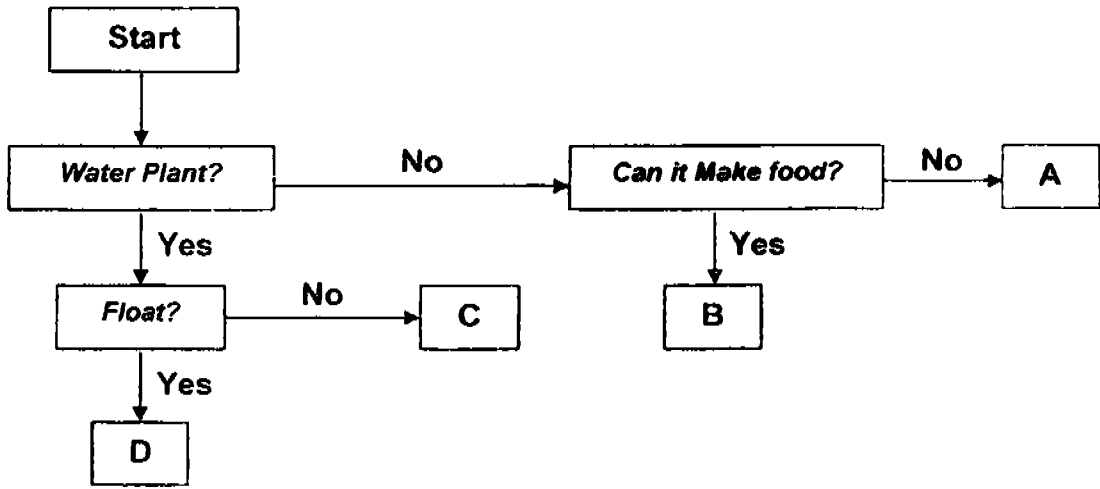 Start
Water Plant?
No
Can it Make food?
No
A
Yes
Yes
Float?
No
C
B
Yes
D